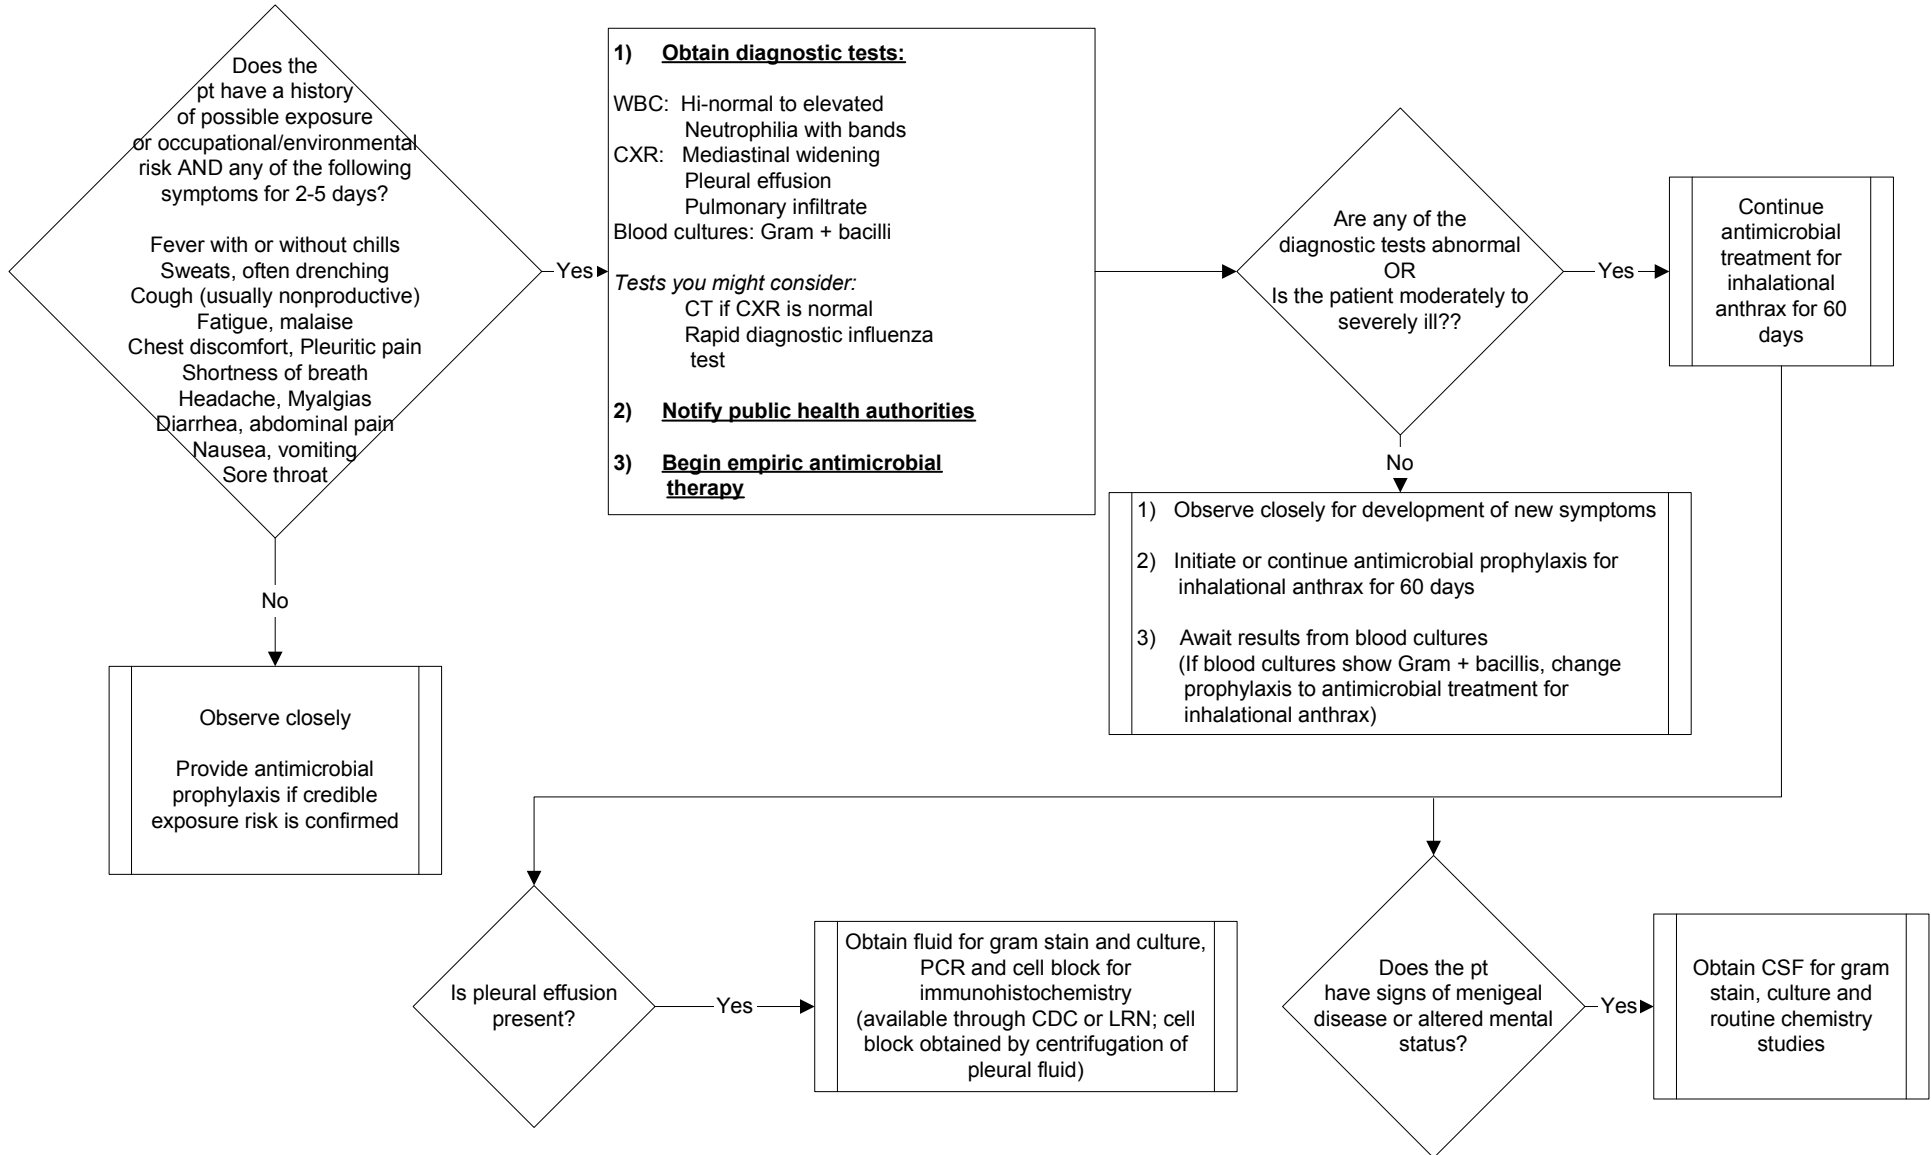 Does the
pt have a history
of possible exposure
or occupational/environmental
risk AND any of the following
symptoms for 2-5 days?
Fever with or without chills
Sweats, often drenching
Cough (usually nonproductive)
Fatigue, malaise
Chest discomfort, Pleuritic pain
Shortness of breath
Headache, Myalgias
Diarrhea, abdominal pain
Nausea, vomiting
Sore throat
Yes
No
Observe closely
Provide antimicrobial
prophylaxis if credible
exposure risk is confirmed
1) Obtain diagnostic tests:
WBC: Hi-normal to elevated
Neutrophilia with bands
CXR: Mediastinal widening
Pleural effusion
Pulmonary infiltrate
Blood cultures: Gram + bacilli
Tests you might consider:
CT if CXR is normal
Rapid diagnostic influenza
test
2) Notify public health authorities
3) Begin empiric antimicrobial
therapy
Are any of the
diagnostic tests abnormal
OR
Is the patient moderately to
severely ill??
Yes
Continue
antimicrobial
treatment for
inhalational
anthrax for 60
days
No
1) Observe closely for development of new symptoms
2) Initiate or continue antimicrobial prophylaxis for
inhalational anthrax for 60 days
3) Await results from blood cultures
(If blood cultures show Gram + bacillis, change
prophylaxis to antimicrobial treatment for
inhalational anthrax)
Is pleural effusion
present?
Yes
Obtain fluid for gram stain and culture,
PCR and cell block for
immunohistochemistry
(available through CDC or LRN; cell
block obtained by centrifugation of
pleural fluid)
Does the pt
have signs of menigeal
disease or altered mental
status?
Yes
Obtain CSF for gram
stain, culture and
routine chemistry
studies